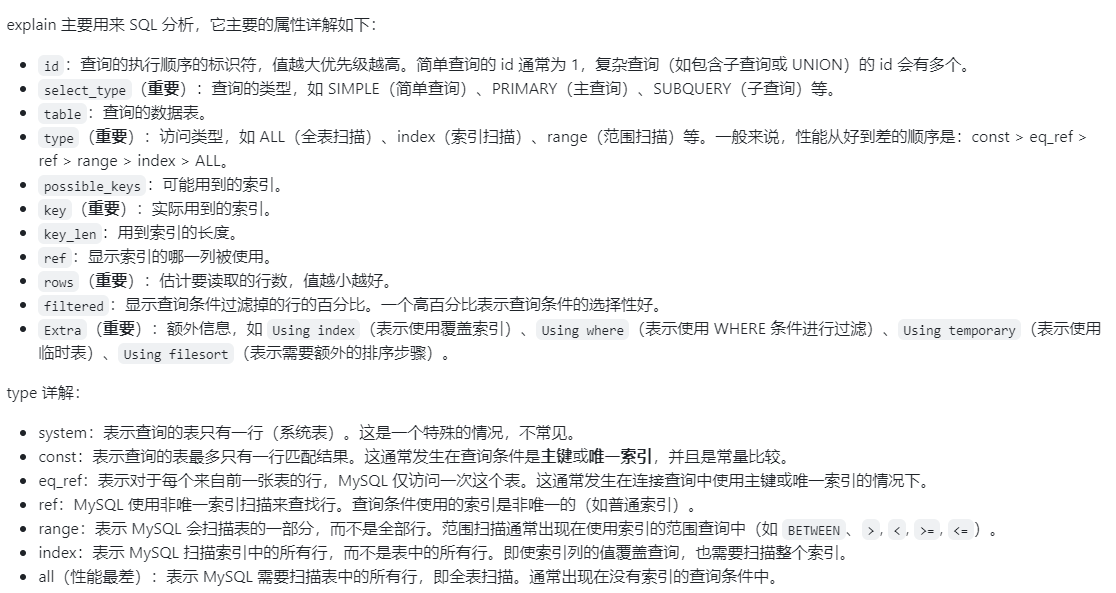 explain 主要用来 SQL 分析，它主要的属性详解如下：
id：查询的执行顺序的标识符，值越大优先级越高。简单查询的 id 通常为 1，复杂查询（如包含子查询或 UNION）的 id 会有多个。
select_type（重要）：查询的类型，如 SIMPLE（简单查询）、PRIMARY（主查询）、SUBQUERY（子查询）等。
table：查询的数据表。
type（重要）：访问类型，如 ALL（全表扫描）、index（索引扫描）、range（范围扫描）等。一般来说，性能从好到差的顺序是：const > eq_ref >
ref > range > index > ALL。
possible_keys：可能用到的索引。
key（重要）：实际用到的索引。
key_len：用到索引的长度。
ref：显示索引的哪一列被使用。
rows（重要）：估计要读取的行数，值越小越好。
filtered：显示查询条件过滤掉的行的百分比。一个高百分比表示查询条件的选择性好。
Extra（重要）：额外信息，如 Using index（表示使用覆盖索引）、Using where（表示使用 WHERE 条件进行过滤）、Using temporary（表示使用
临时表）、Using filesort（表示需要额外的排序步骤）。
type 详解：
system：表示查询的表只有一行（系统表）。这是一个特殊的情况，不常见。
const：表示查询的表最多只有一行匹配结果。这通常发生在查询条件是主键或唯一索引，并且是常量比较。
eq_ref：表示对于每个来自前一张表的行，MySQL 仅访问一次这个表。这通常发生在连接查询中使用主键或唯一索引的情况下。
ref：MySQL 使用非唯一索引扫描来查找行。查询条件使用的索引是非唯一的（如普通索引）。
range：表示 MySQL 会扫描表的一部分，而不是全部行。范围扫描通常出现在使用索引的范围查询中（如 BETWEEN、>, <, >=, <=）。
index：表示 MySQL 扫描索引中的所有行，而不是表中的所有行。即使索引列的值覆盖查询，也需要扫描整个索引。
all（性能最差）：表示 MySQL 需要扫描表中的所有行，即全表扫描。通常出现在没有索引的查询条件中。